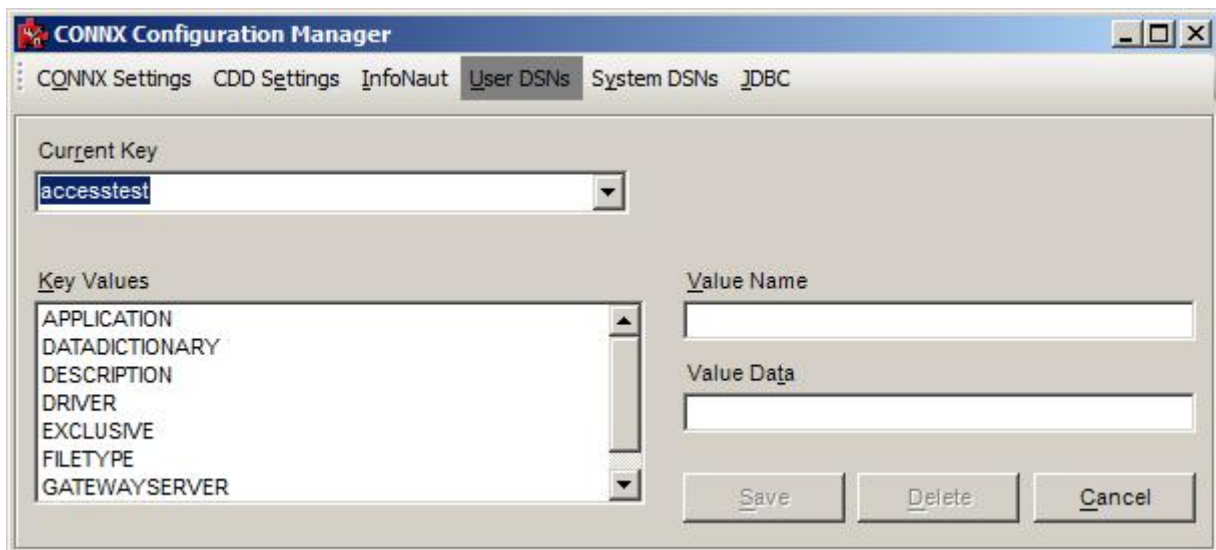 CONNX Configuration Manager
CONNX Settings CDD Settings InfoNaut User DSNs System DSNs JDBC
Current Key
accesstest
Key Values
APPLICATION
DATADICTIONARY
DESCRIPTION
DRIVER
EXCLUSIVE
FILETYPE
GATEWAYSERVER
Value Name
Value Data
Save Delete Cancel